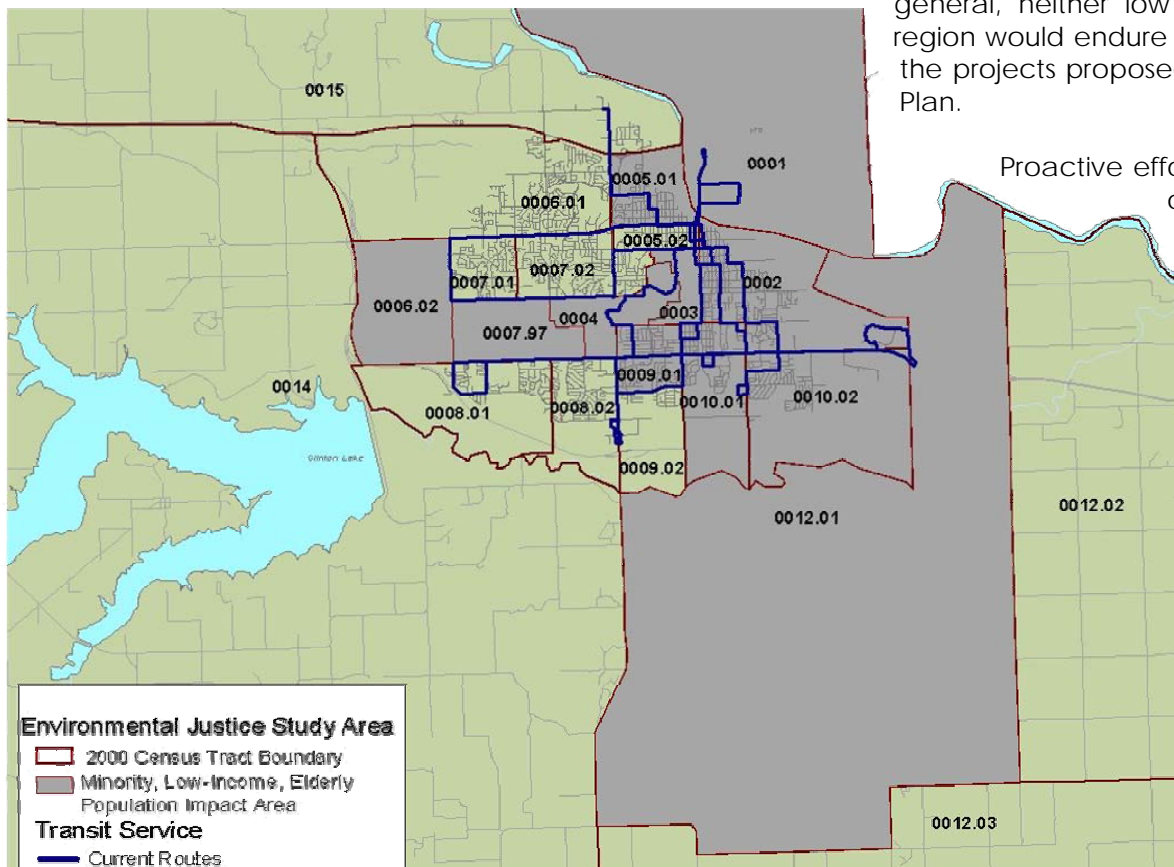 general, neither low
region would endure
the projects propose
Plan.
Proactive effo
0015
0001
0005.01
0006.01
0005.02
0007.02
0007.01
0002
0006.02
0004
0003
0007.97
0014
0009.01
0008.01
0008.02
0010.01
0010.02
Clinton Lake
0009.02
0012.01
0012.02
0012.03
Environmental Justice Study Area
2000 Census Tract Boundary
Minority, Low-Income, Elderly
Population Impact Area
Transit Service
Current Routes